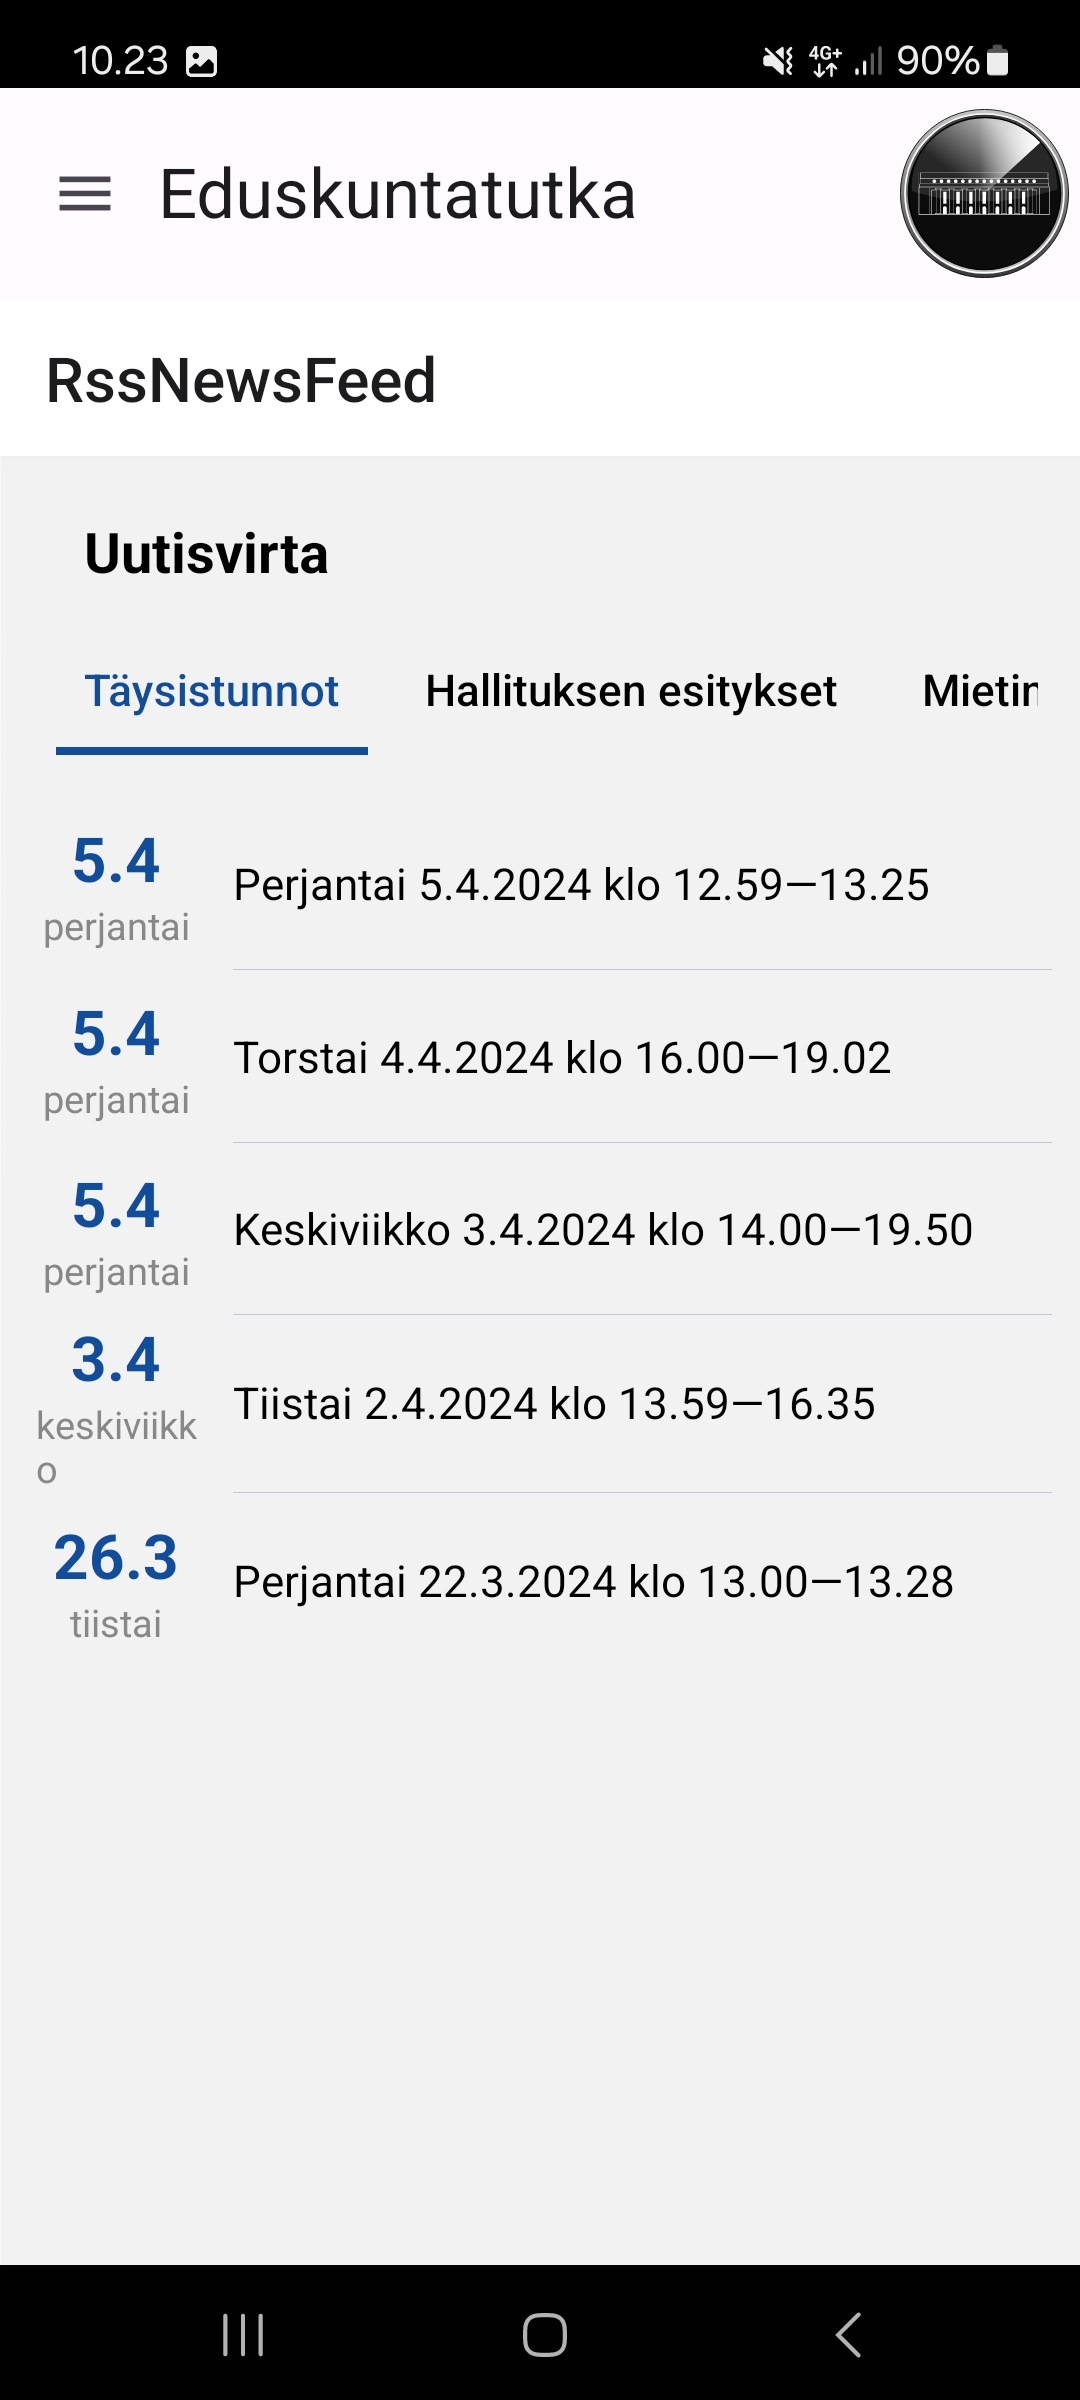 10.23 4G+ 90%
Eduskuntatutka
RssNewsFeed
Uutisvirta
Täysistunnot Hallituksen esitykset Mietin
5.4
perjantai
Perjantai 5.4.2024 klo 12.59—13.25
5.4
perjantai
Torstai 4.4.2024 klo 16.00—19.02
5.4
perjantai
Keskiviikko 3.4.2024 klo 14.00—19.50
3.4
keskiviikk
o
Tiistai 2.4.2024 klo 13.59—16.35
26.3
tiistai
Perjantai 22.3.2024 klo 13.00—13.28